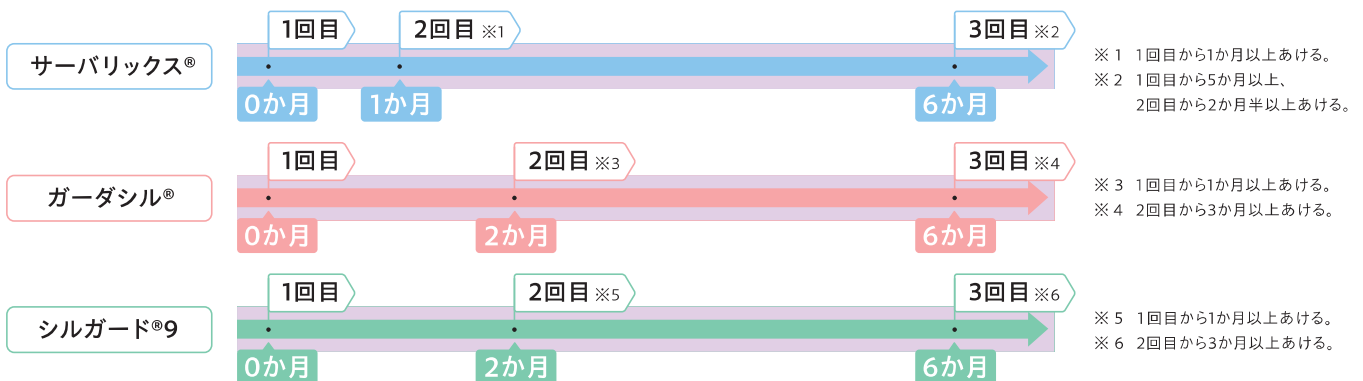 1回目
2回目 ※1
3回目 ※2
サーバリックス®
0か月
1か月
6か月
※1 1回目から1か月以上あける。
※2 1回目から5か月以上、
2回目から2か月半以上あける。
1回目
2回目 ※3
3回目 ※4
ガーダシル®
0か月
2か月
6か月
※3 1回目から1か月以上あける。
※4 2回目から3か月以上あける。
1回目
2回目 ※5
3回目 ※6
シルガード®9
0か月
2か月
6か月
※5 1回目から1か月以上あける。
※6 2回目から3か月以上あける。